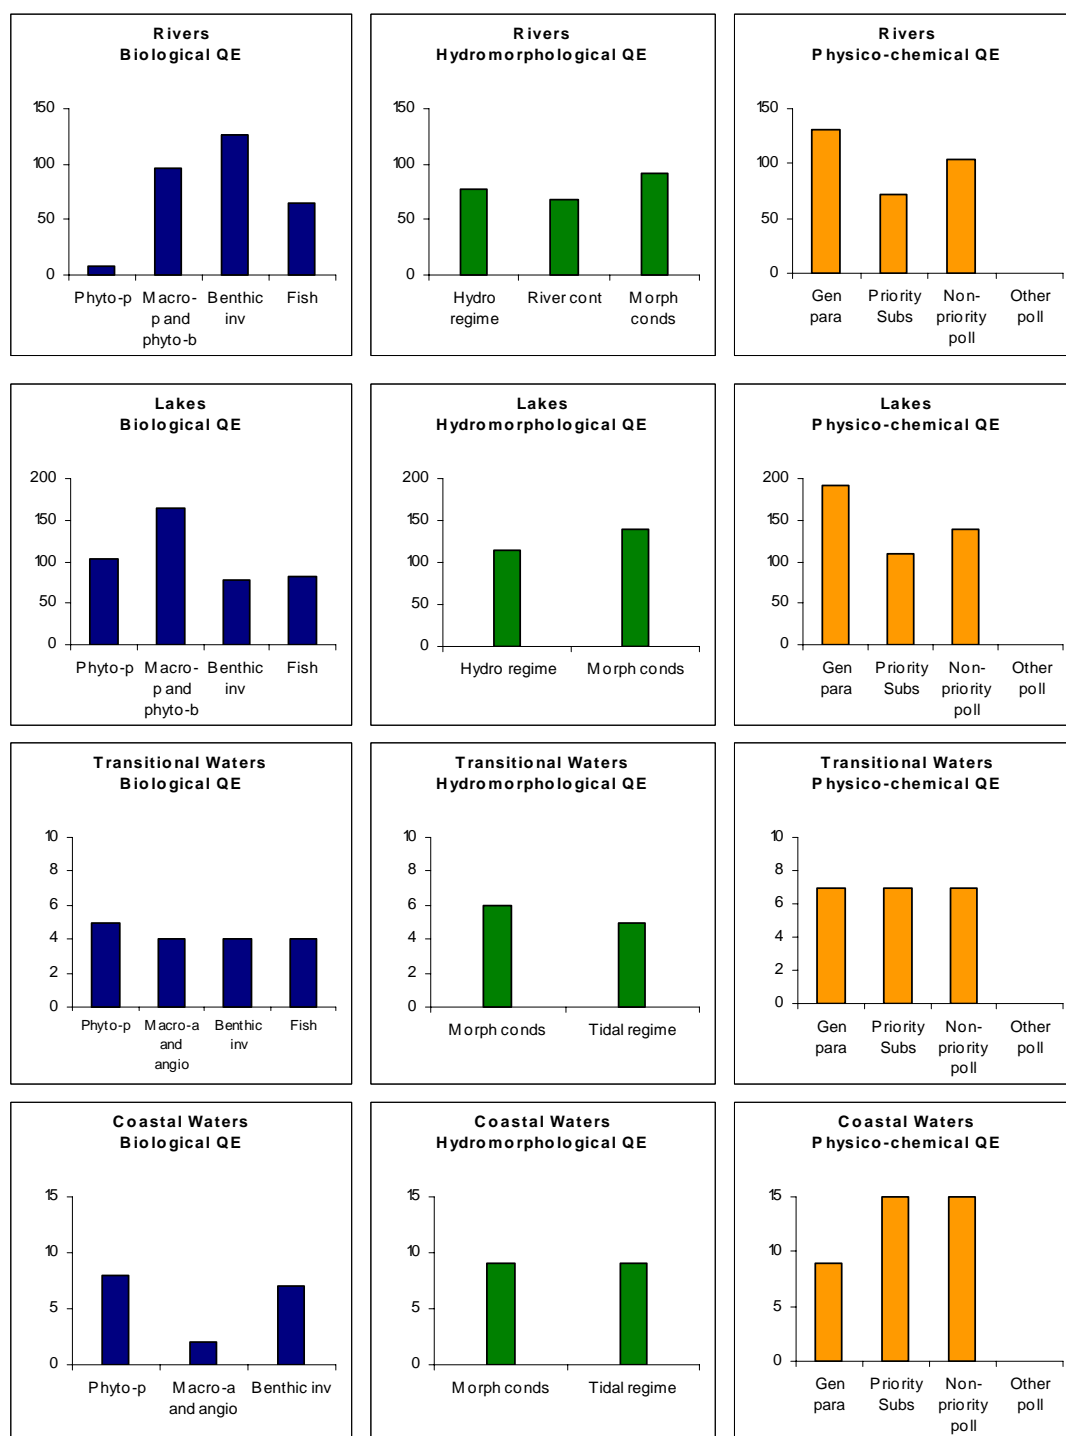 Rivers
Biological QE
150
100
50
0
Phyto-p
Macro-
p and
phyto-b
Benthic
inv
Fish
Rivers
Hydromorphological QE
150
100
50
0
Hydro
regime
River cont
Morph
conds
Rivers
Physico-chemical QE
150
100
50
0
Gen
para
Priority
Subs
Non-
priority
poll
Other
poll
Lakes
Biological QE
200
150
100
50
0
Phyto-p
Macro-
p and
phyto-b
Benthic
inv
Fish
Lakes
Hydromorphological QE
200
150
100
50
0
Hydro regime
Morph conds
Lakes
Physico-chemical QE
200
150
100
50
0
Gen
para
Priority
Subs
Non-
priority
poll
Other
poll
Transitional Waters
Biological QE
10
8
6
4
2
0
Phyto-p
Macro-a
and
angio
Benthic
inv
Fish
Transitional Waters
Hydromorphological QE
10
8
6
4
2
0
Morph conds
Tidal regime
Transitional Waters
Physico-chemical QE
10
8
6
4
2
0
Gen
para
Priority
Subs
Non-
priority
poll
Other
poll
Coastal Waters
Biological QE
15
10
5
0
Phyto-p
Macro-a
and angio
Benthic inv
Coastal Waters
Hydromorphological QE
15
10
5
0
Morph conds
Tidal regime
Coastal Waters
Physico-chemical QE
15
10
5
0
Gen
para
Priority
Subs
Non-
priority
poll
Other
poll